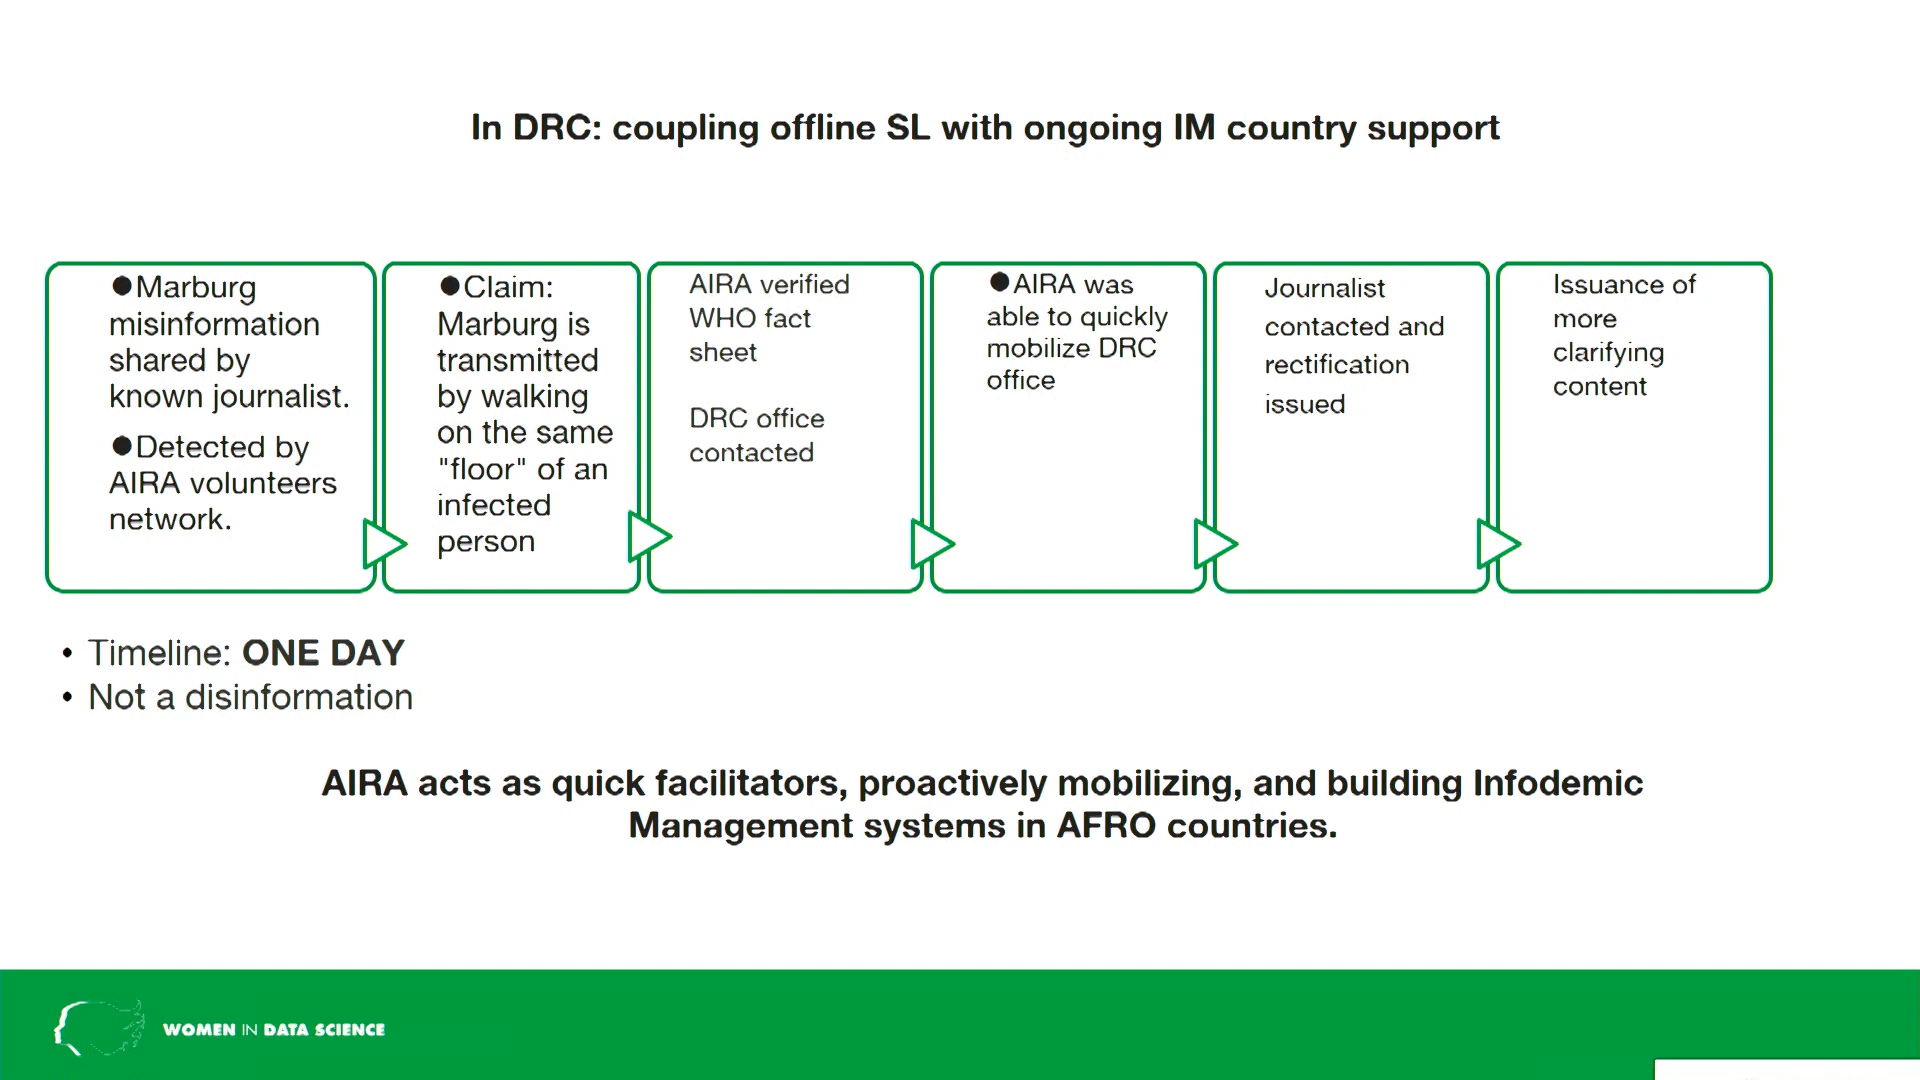 In DRC: coupling offline SL with ongoing IM country support
●Marburg
misinformation
shared by
known journalist.
●Detected by
AIRA volunteers
network.
●Claim:
Marburg is
transmitted
by walking
on the same
"floor" of an
infected
person
AIRA verified
WHO fact
sheet
DRC office
contacted
●AIRA was
able to quickly
mobilize DRC
office
Journalist
contacted and
rectification
issued
Issuance of
more
clarifying
content
• Timeline: ONE DAY
• Not a disinformation
AIRA acts as quick facilitators, proactively mobilizing, and building Infodemic
Management systems in AFRO countries.
WOMEN IN DATA SCIENCE